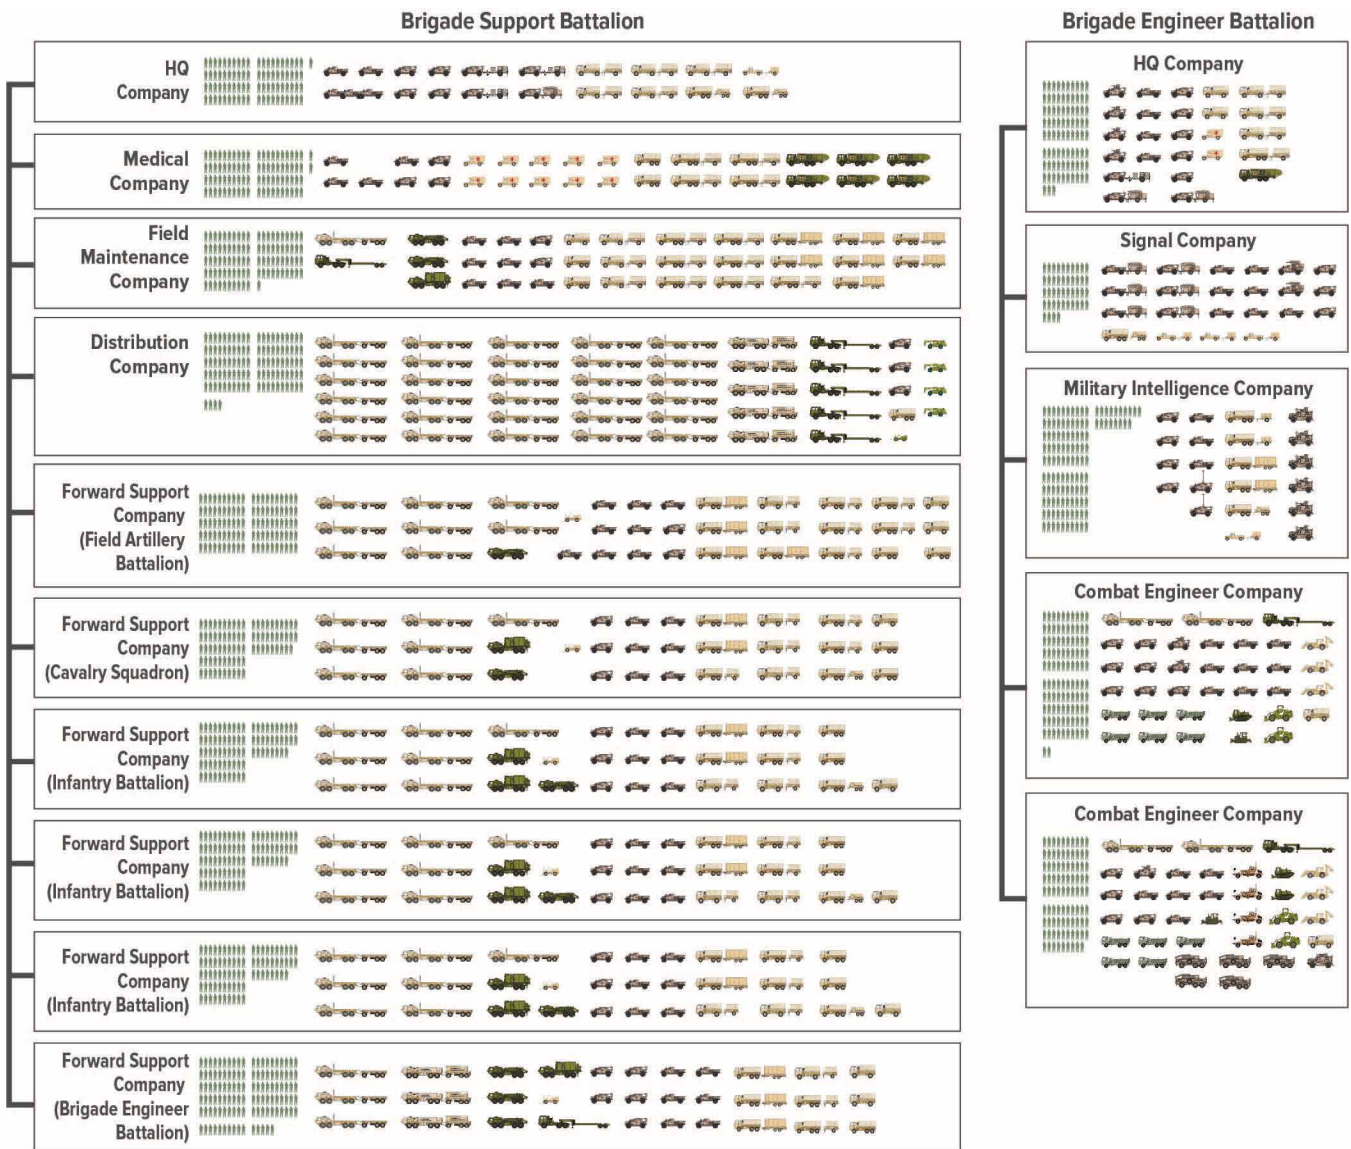 Brigade Support Battalion
HQ
Company
Medical
Company
Field
Maintenance
Company
Distribution
Company
Forward Support
Company
(Field Artillery
Battalion)
Forward Support
Company
(Cavalry Squadron)
Forward Support
Company
(Infantry Battalion)
Forward Support
Company
(Infantry Battalion)
Forward Support
Company
(Infantry Battalion)
Forward Support
Company
(Brigade Engineer
Battalion)
Brigade Engineer Battalion
HQ Company
Signal Company
Military Intelligence Company
Combat Engineer Company
Combat Engineer Company